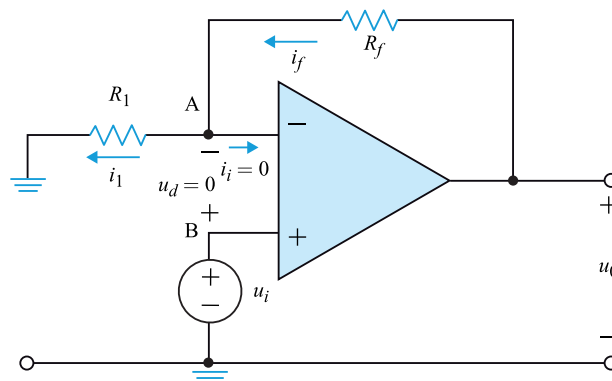 R_f
i_f
R_1
A
−
i_1
−
i_i = 0
u_d = 0
+
B
+
+
−
u_i
+
−